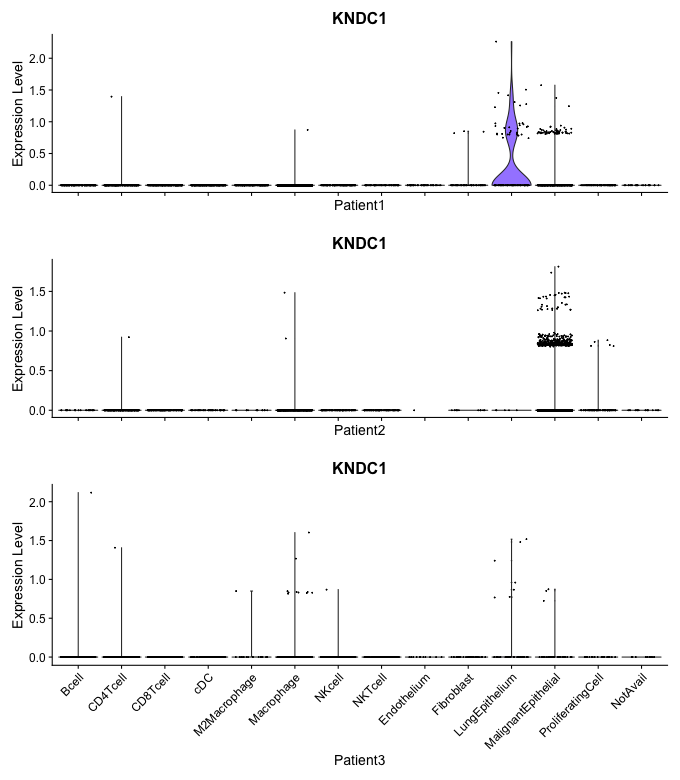 KNDC1
Expression Level
2.0
1.5
1.0
0.5
0.0
Patient1
KNDC1
Expression Level
1.5
1.0
0.5
0.0
Patient2
KNDC1
Expression Level
2.0
1.5
1.0
0.5
0.0
Bcell
CD4Tcell
CD8Tcell
cDC
M2Macrophage
Macrophage
NKcell
NKTcell
Endothelium
Fibroblast
LungEpithelium
MalignantEpithelial
ProliferatingCell
NotAvail
Patient3